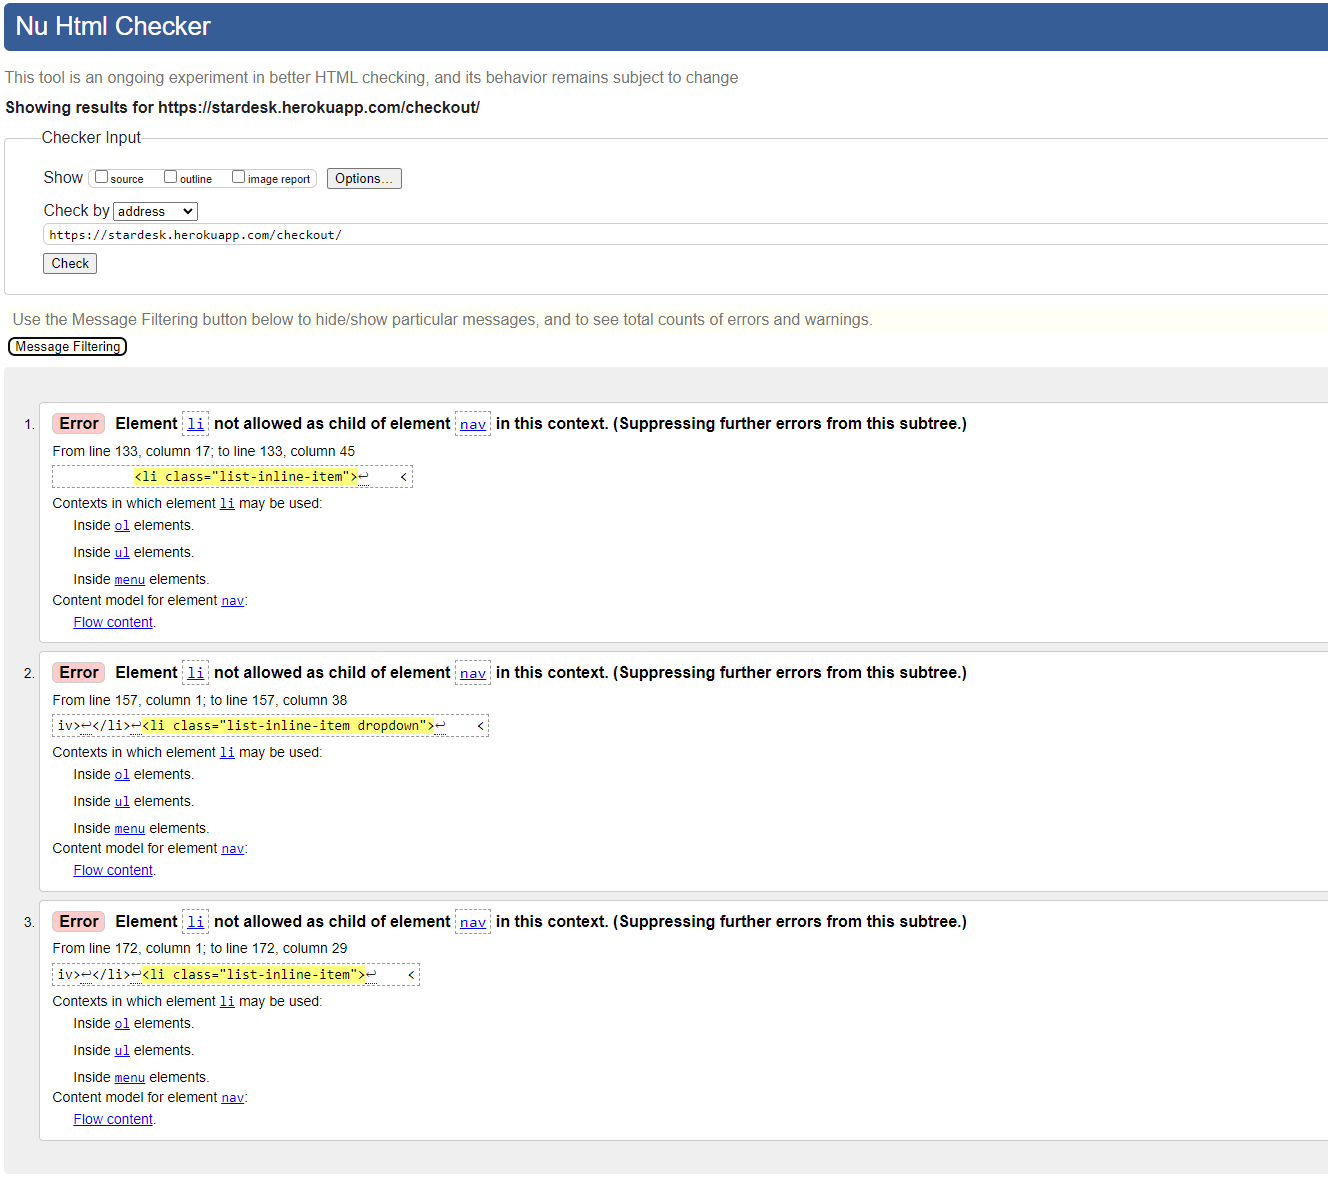 Nu Html Checker
This tool is an ongoing experiment in better HTML checking, and its behavior remains subject to change
Showing results for https://stardesk.herokuapp.com/checkout/
Checker Input
Show source outline image report Options...
Check by address
https://stardesk.herokuapp.com/checkout/
Check
Use the Message Filtering button below to hide/show particular messages, and to see total counts of errors and warnings.
Message Filtering
1. Error Element li not allowed as child of element nav in this context. (Suppressing further errors from this subtree.)
From line 133, column 17; to line 133, column 45
<li class="list-inline-item">↩ <
Contexts in which element li may be used:
Inside ol elements.
Inside ul elements.
Inside menu elements.
Content model for element nav:
Flow content.
2. Error Element li not allowed as child of element nav in this context. (Suppressing further errors from this subtree.)
From line 157, column 1; to line 157, column 38
iv>↩</li>↩<li class="list-inline-item dropdown">↩ <
Contexts in which element li may be used:
Inside ol elements.
Inside ul elements.
Inside menu elements.
Content model for element nav:
Flow content.
3. Error Element li not allowed as child of element nav in this context. (Suppressing further errors from this subtree.)
From line 172, column 1; to line 172, column 29
iv>↩</li>↩<li class="list-inline-item">↩ <
Contexts in which element li may be used:
Inside ol elements.
Inside ul elements.
Inside menu elements.
Content model for element nav:
Flow content.